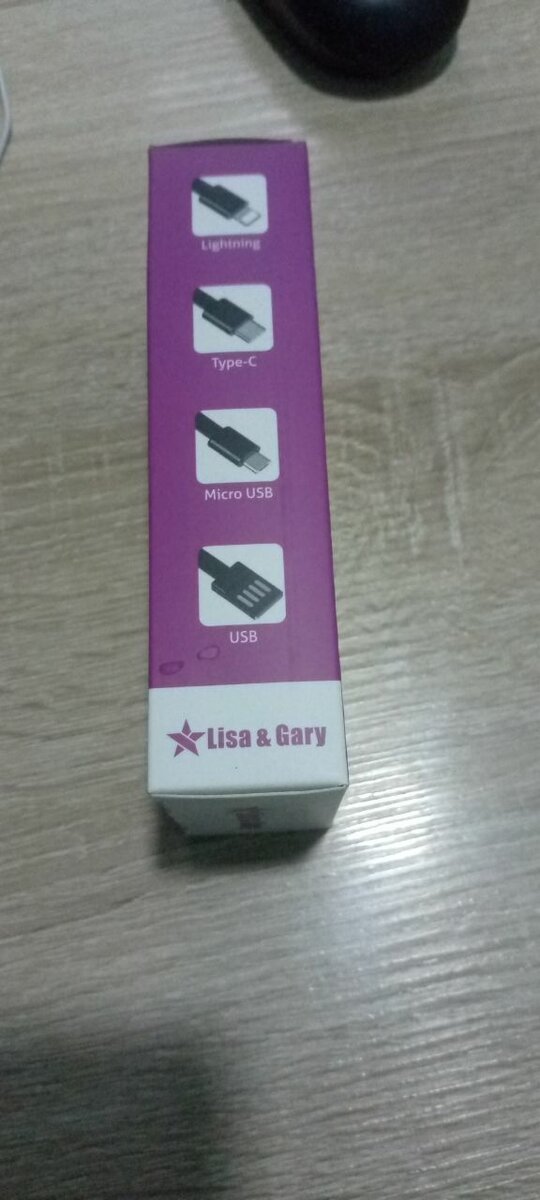 Lightning
Type-C
Micro USB
USB
Lisa & Gary